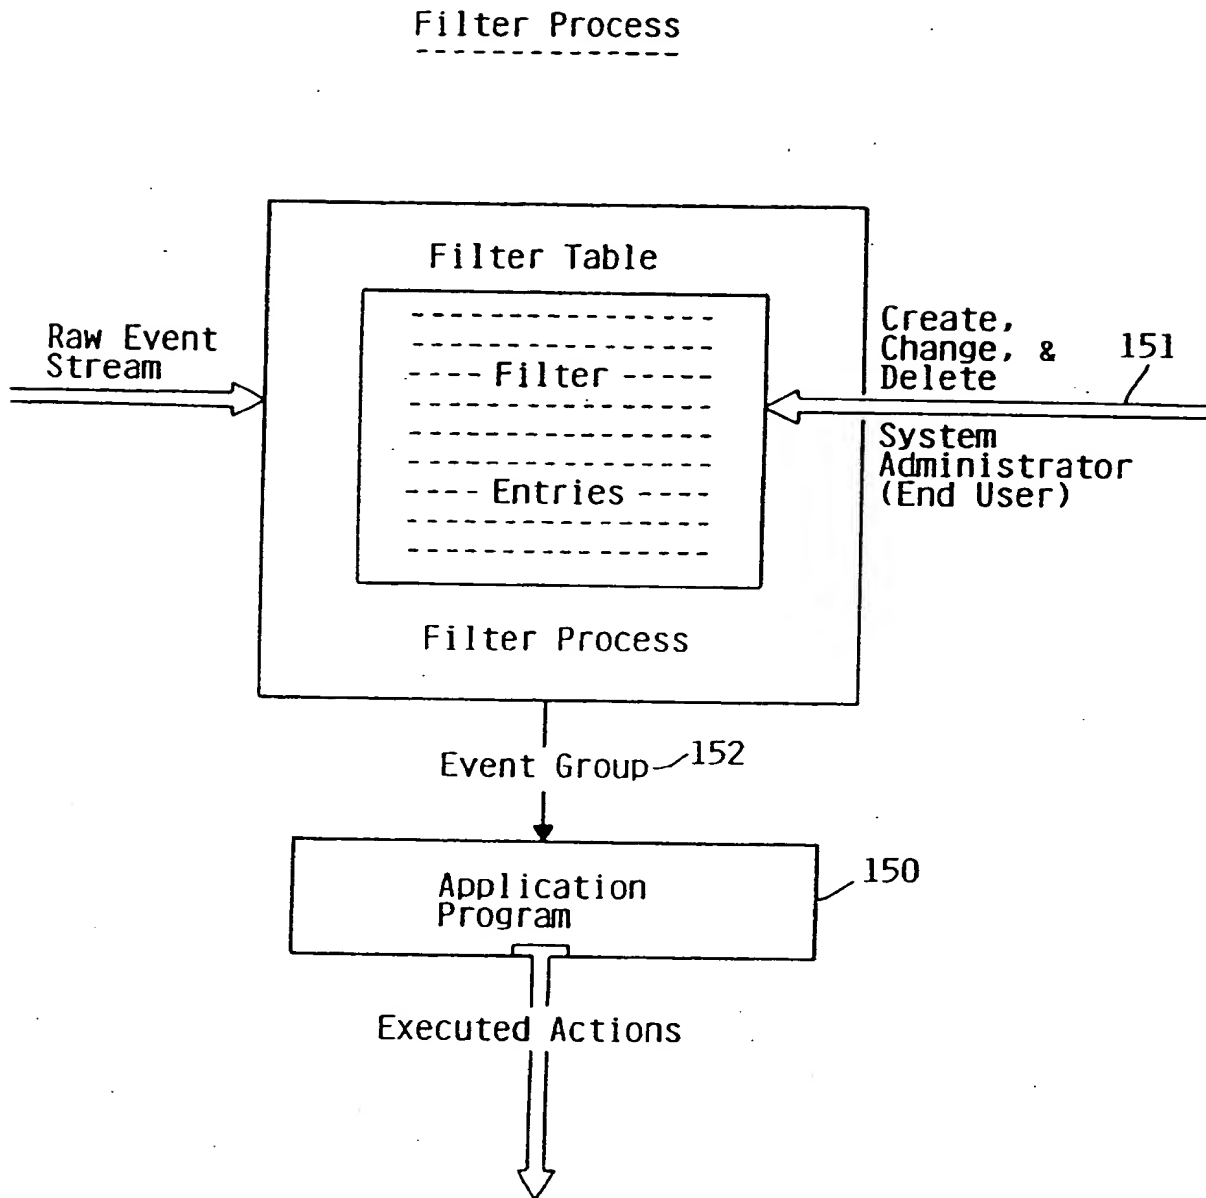 Filter Process
Filter Table
Raw Event
Stream
Filter
Entries
Create,
Change, &
Delete
151
System
Administrator
(End User)
Filter Process
Event Group
152
Application
Program
150
Executed Actions